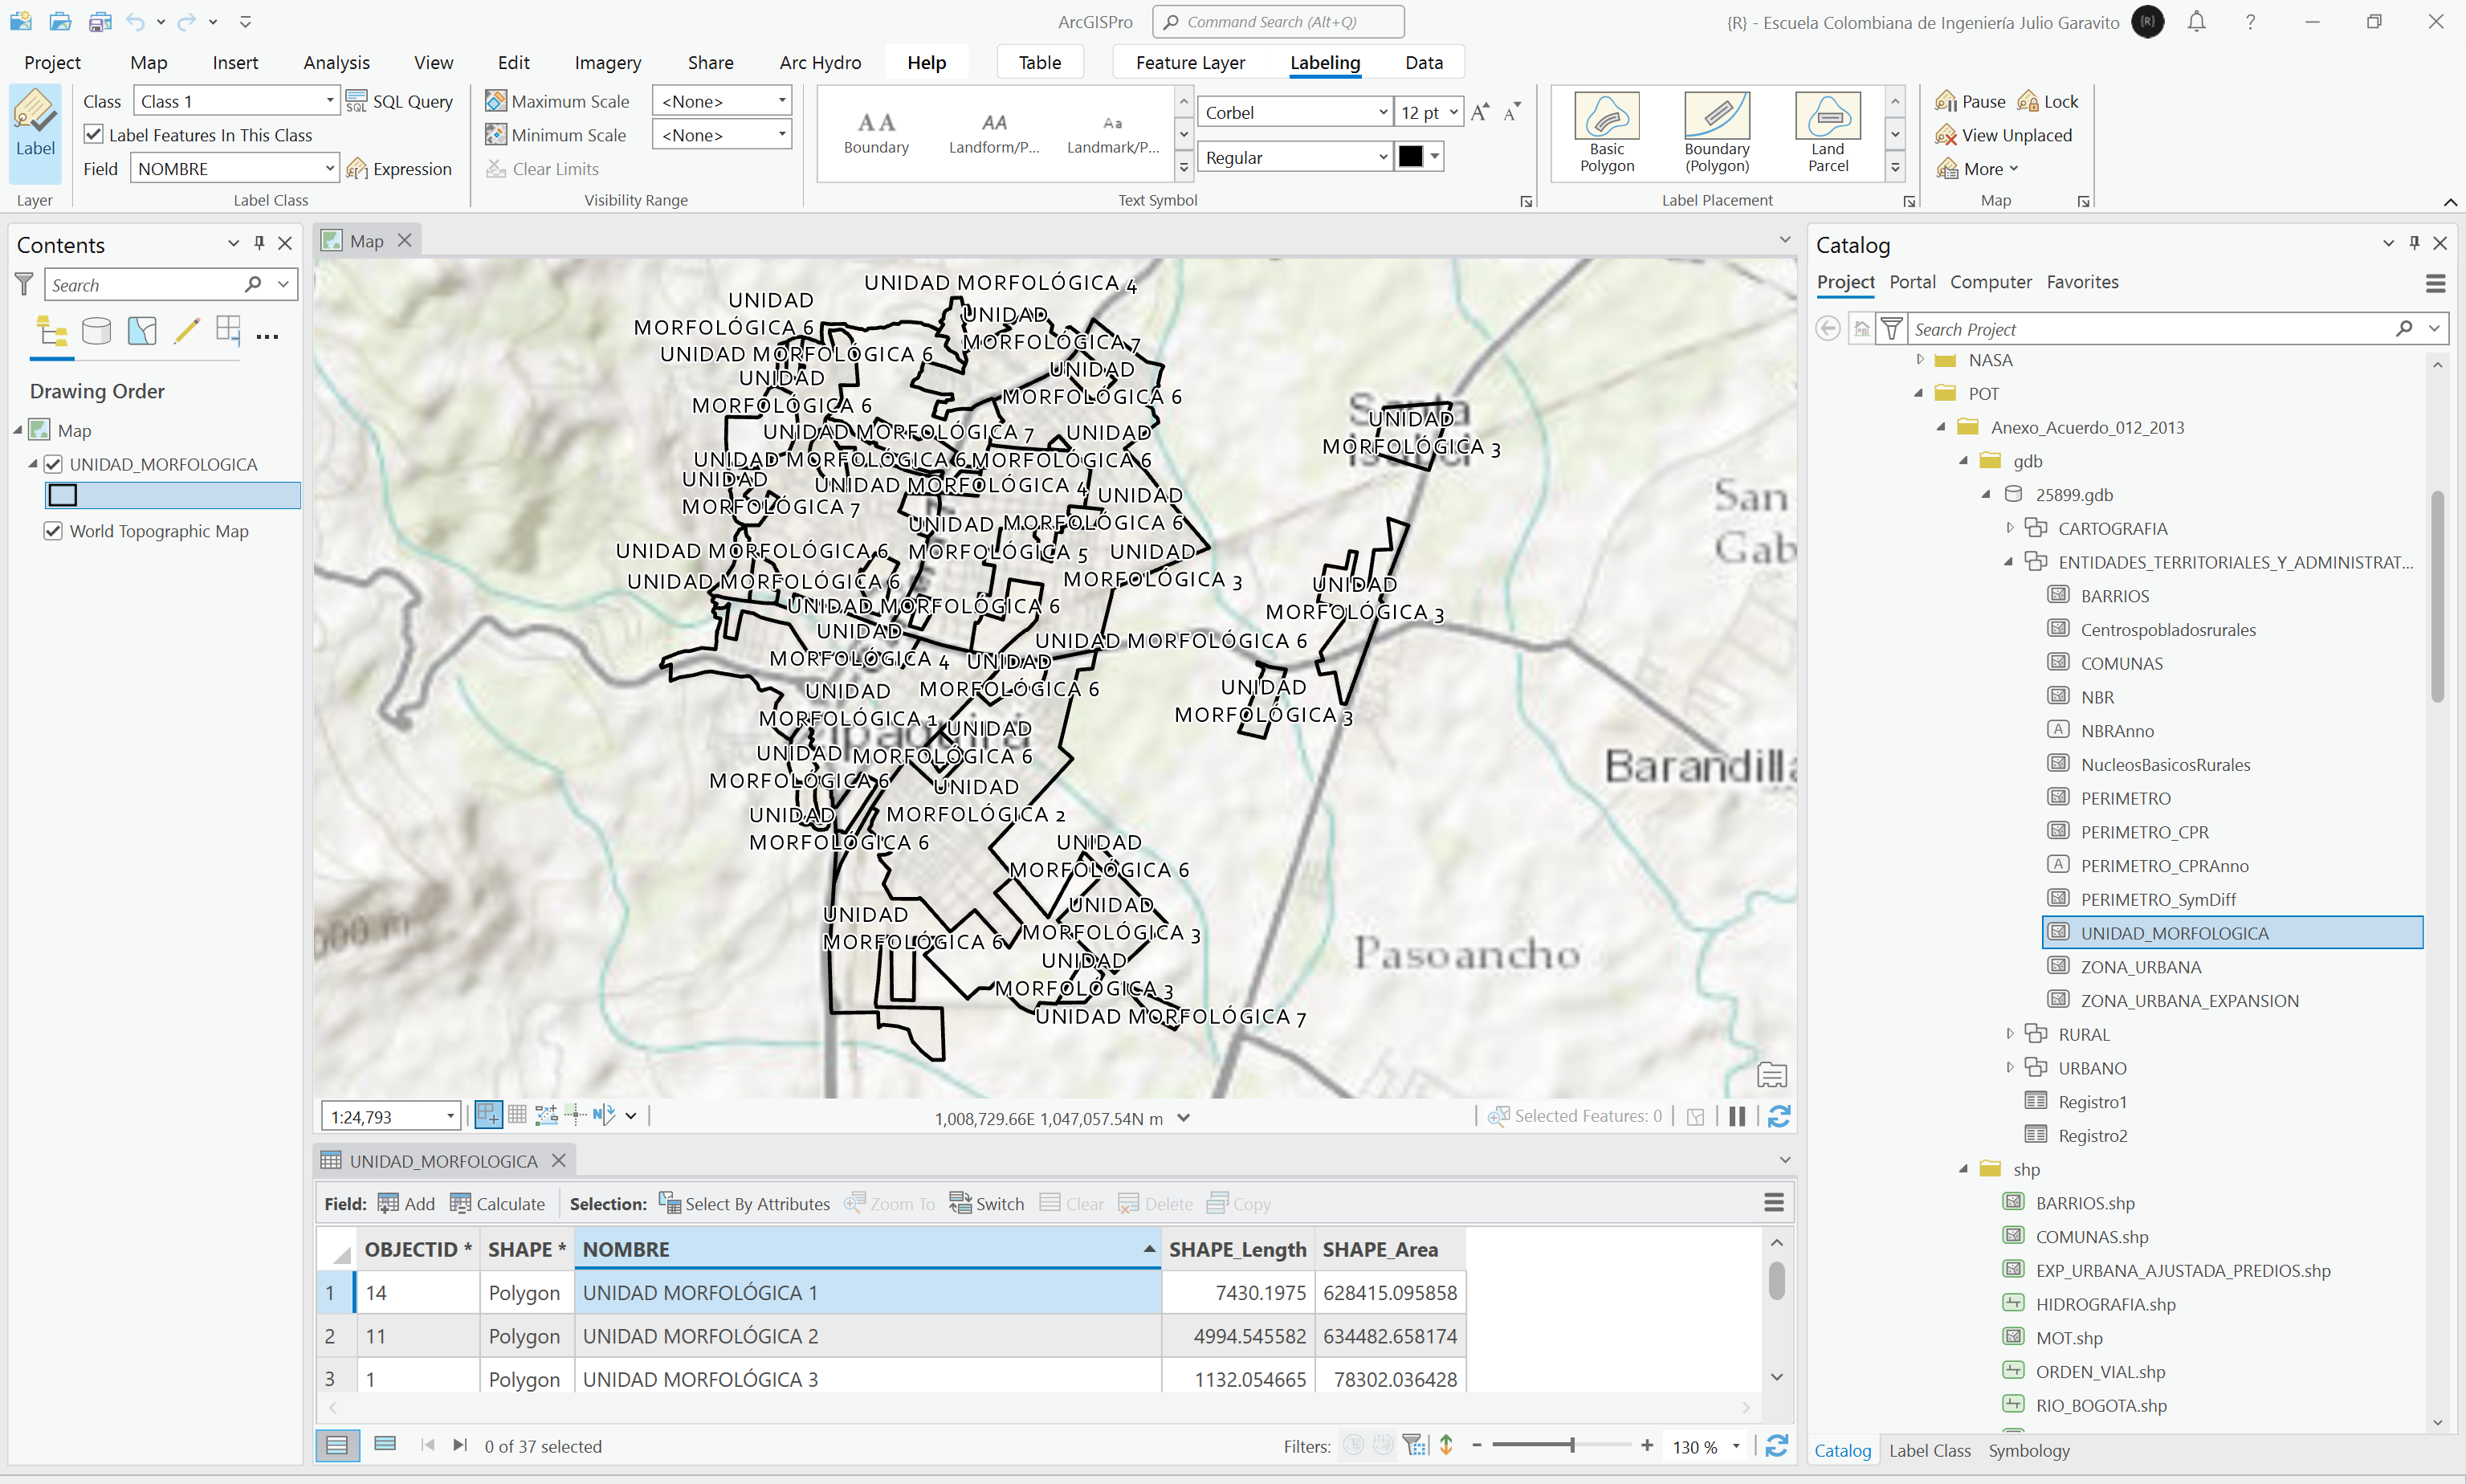 ArcGISPro
Command Search (Alt+Q)
{R} - Escuela Colombiana de Ingeniería Julio Garavito
{R}
Project Map Insert Analysis View Edit Imagery Share Arc Hydro Help Table Feature Layer Labeling Data
Class Class 1 SQL Query
Label Features In This Class
Field NOMBRE Expression
Label
Layer
Label Class
Maximum Scale <None>
Minimum Scale <None>
Clear Limits
Visibility Range
AA
Boundary
AA
Landform/P...
Aa
Landmark/P...
Corbel 12 pt
Regular
Text Symbol
Basic
Polygon
Boundary
(Polygon)
Land
Parcel
Label Placement
Pause Lock
View Unplaced
More
Map
Contents
Search
Drawing Order
Map
UNIDAD_MORFOLOGICA
World Topographic Map
Map
UNIDAD MORFOLÓGICA 4
UNIDAD
MORFOLÓGICA 6
UNIDAD
MORFOLÓGICA 7
UNIDAD MORFOLÓGICA 6
UNIDAD
MORFOLÓGICA 6
UNIDAD
MORFOLÓGICA 6
UNIDAD MORFOLÓGICA 7
UNIDAD
MORFOLÓGICA 6
UNIDAD MORFOLÓGICA 6
UNIDAD
MORFOLÓGICA 7
UNIDAD MORFOLÓGICA 4
UNIDAD
MORFOLÓGICA 6
UNIDAD
MORFOLÓGICA 5
UNIDAD MORFOLÓGICA 6
UNIDAD
MORFOLÓGICA 3
UNIDAD MORFOLÓGICA 6
UNIDAD MORFOLÓGICA 6
UNIDAD
MORFOLÓGICA 4
UNIDAD MORFOLÓGICA 6
UNIDAD
MORFOLÓGICA 6
UNIDAD
MORFOLÓGICA 1
UNIDAD
MORFOLÓGICA 6
UNIDAD
MORFOLÓGICA 6
UNIDAD
MORFOLÓGICA 2
UNIDAD
MORFOLÓGICA 6
UNIDAD
MORFOLÓGICA 6
UNIDAD
MORFOLÓGICA 6
UNIDAD
MORFOLÓGICA 3
UNIDAD
MORFOLÓGICA 3
UNIDAD MORFOLÓGICA 7
Santa
UNIDAD
MORFOLÓGICA 3
UNIDAD
MORFOLÓGICA 3
UNIDAD
MORFOLÓGICA 3
San
Gab
Barandill
Pasoancho
1:24,793
1,008,729.66E 1,047,057.54N m
Selected Features: 0
UNIDAD_MORFOLOGICA
Field: Add Calculate Selection: Select By Attributes Zoom To Switch Clear Delete Copy
OBJECTID * SHAPE * NOMBRE SHAPE_Length SHAPE_Area
1 14 Polygon UNIDAD MORFOLÓGICA 1 7430.1975 628415.095858
2 11 Polygon UNIDAD MORFOLÓGICA 2 4994.545582 634482.658174
3 1 Polygon UNIDAD MORFOLÓGICA 3 1132.054665 78302.036428
0 of 37 selected
Filters:
130 %
Catalog
Project Portal Computer Favorites
Search Project
NASA
POT
Anexo_Acuerdo_012_2013
gdb
25899.gdb
CARTOGRAFIA
ENTIDADES_TERRITORIALES_Y_ADMINISTRAT...
BARRIOS
Centrospobladosrurales
COMUNAS
NBR
NBRAnno
NucleosBasicosRurales
PERIMETRO
PERIMETRO_CPR
PERIMETRO_CPRAnno
PERIMETRO_SymDiff
UNIDAD_MORFOLOGICA
ZONA_URBANA
ZONA_URBANA_EXPANSION
RURAL
URBANO
Registro1
Registro2
shp
BARRIOS.shp
COMUNAS.shp
EXP_URBANA_AJUSTADA_PREDIOS.shp
HIDROGRAFIA.shp
MOT.shp
ORDEN_VIAL.shp
RIO_BOGOTA.shp
Catalog Label Class Symbology